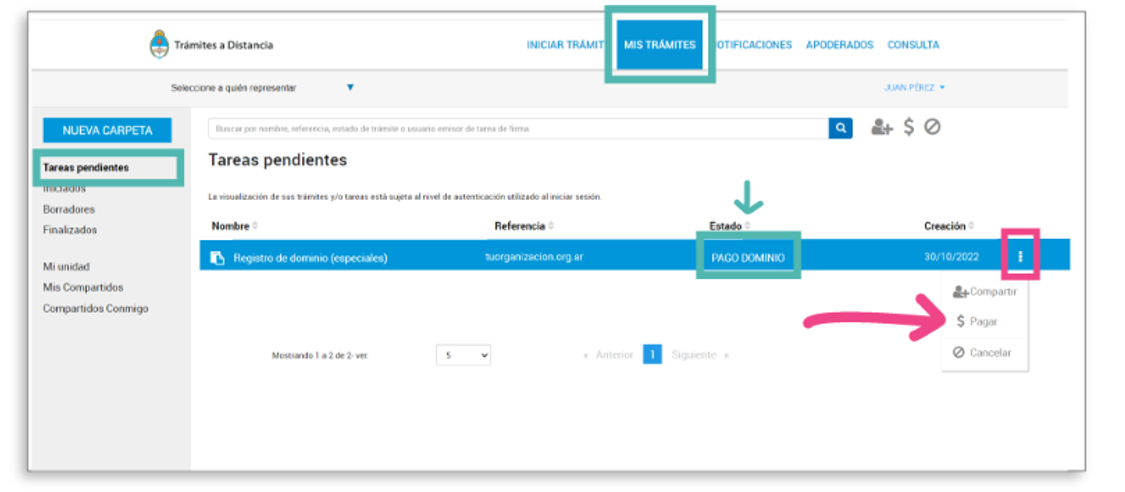 Trámites a Distancia
INICIAR TRÁMIT MIS TRÁMITES OTIFICACIONES APODERADOS CONSULTA
Seleccione a quién representar
JUAN PÉREZ
NUEVA CARPETA
Buscar por nombre, referencia, estado de trámite o usuario emisor de tarea de firma.
$
Tareas pendientes
Tareas pendientes
Iniciados
La visualización de sus trámites y/o tareas está sujeta al nivel de autenticación utilizado al iniciar sesión.
Borradores
Nombre Referencia Estado Creación
Finalizados
Registro de dominio (especiales) tuorganizacion.org.ar PAGO DOMINIO 30/10/2022
Mi unidad
Mis Compartidos
Compartidos Conmigo
Compartir
$ Pagar
Cancelar
Mostrando 1 a 2 de 2- ver. 5 « Anterior 1 Siguiente »